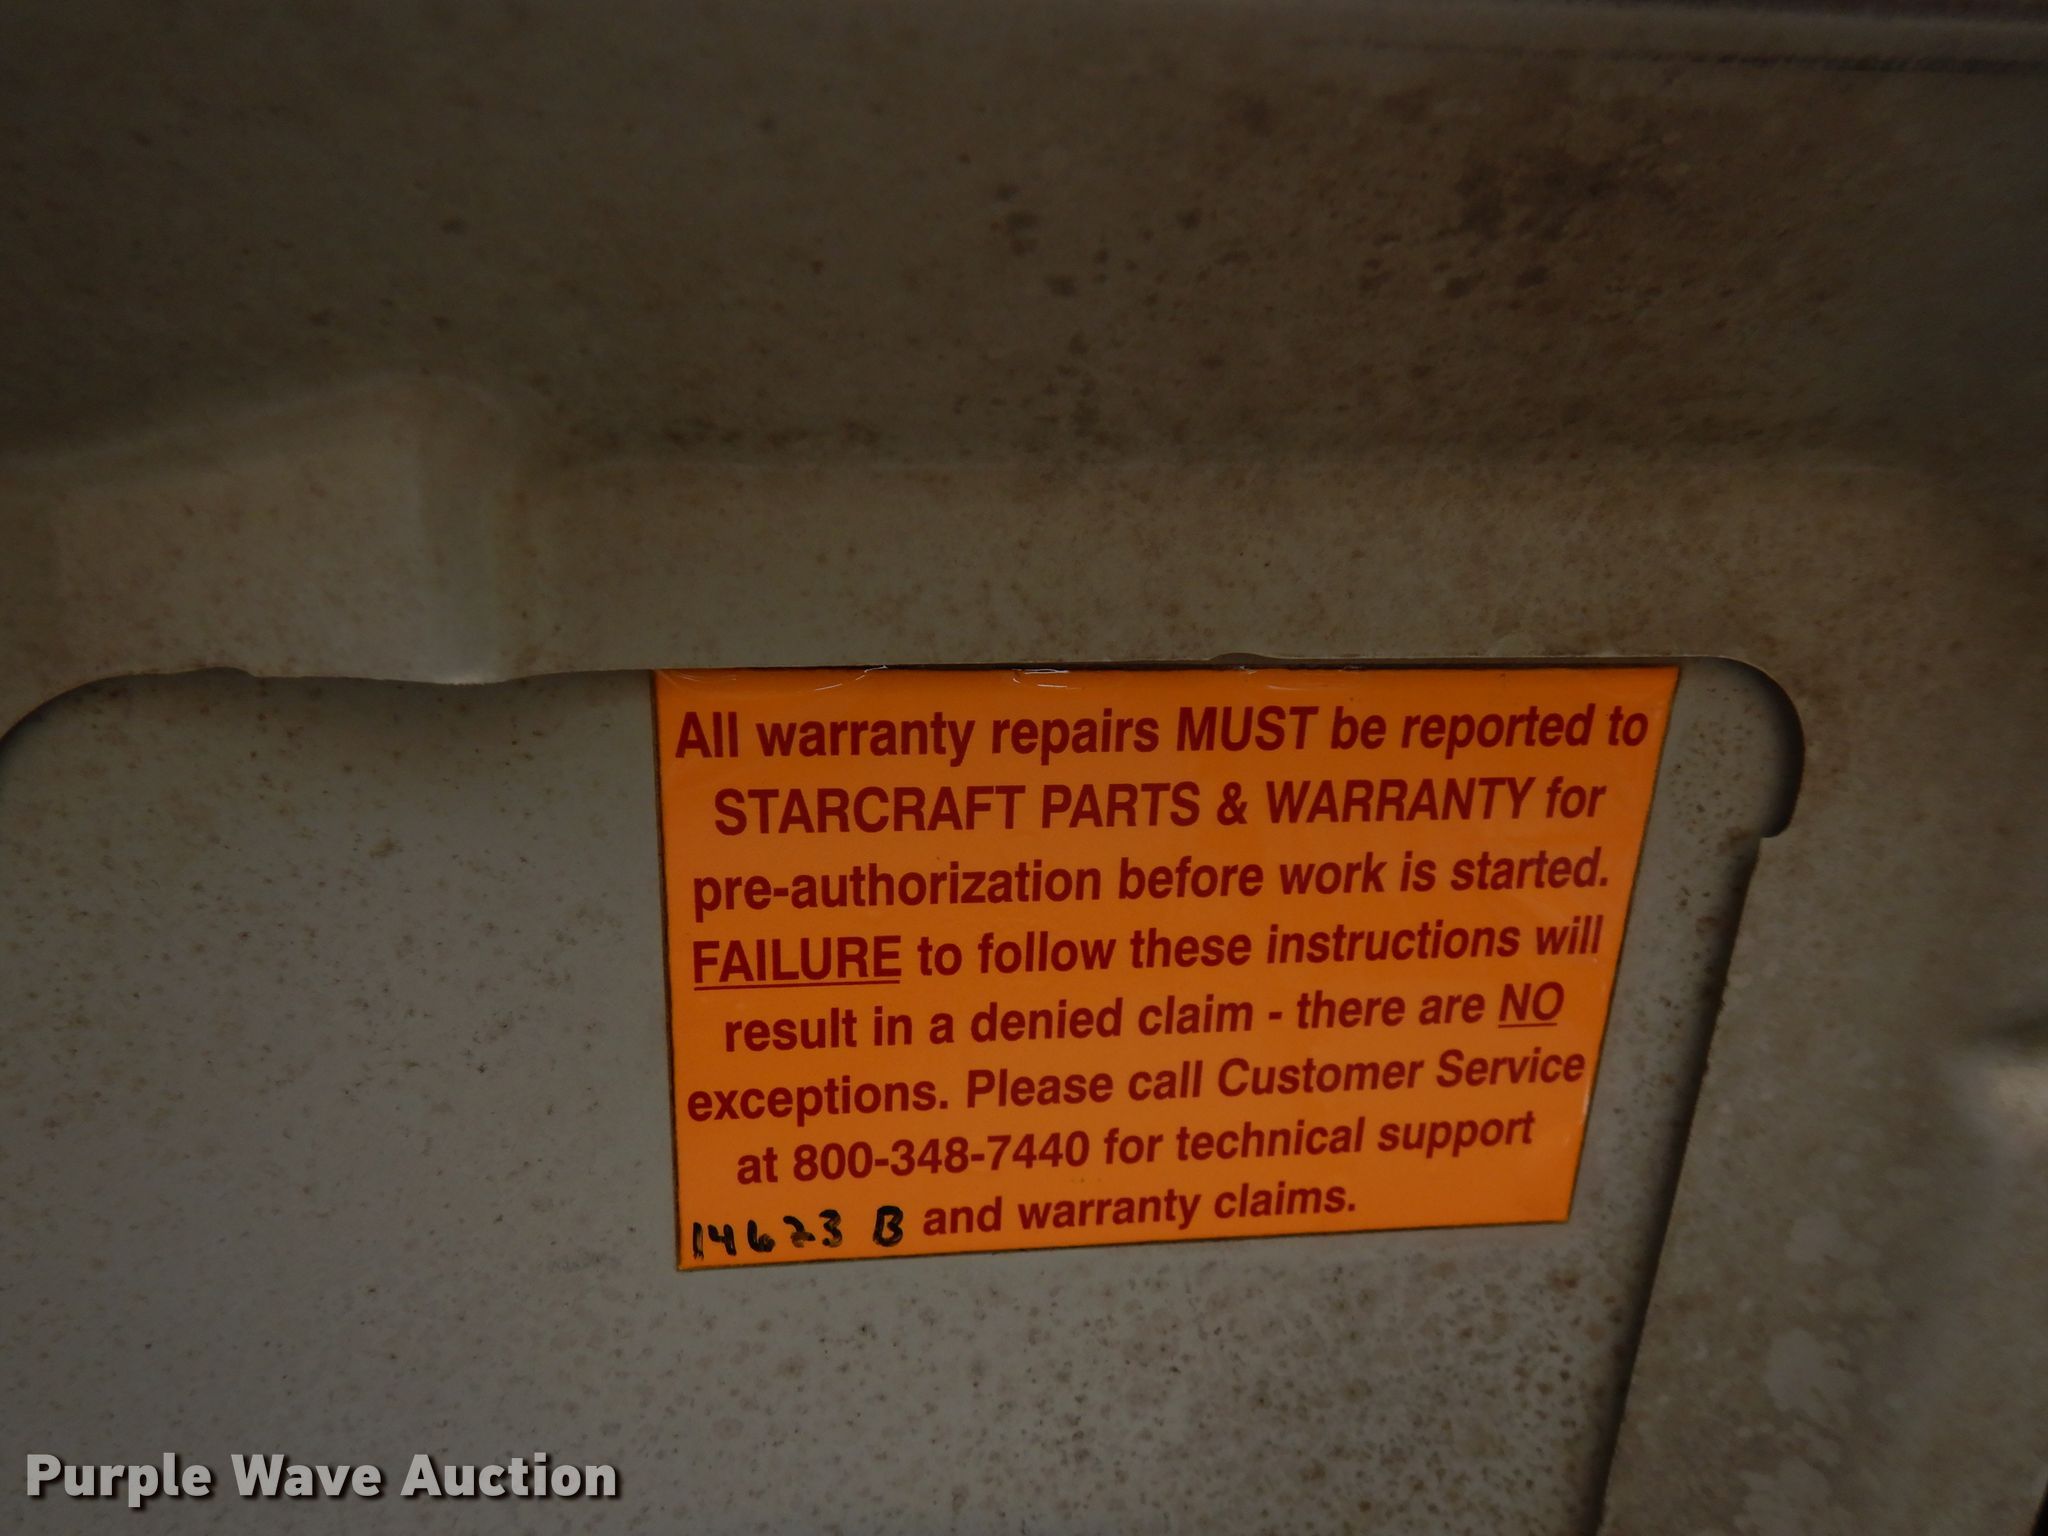 All warranty repairs MUST be reported to
STARCRAFT PARTS & WARRANTY for
pre-authorization before work is started.
FAILURE to follow these instructions will
result in a denied claim - there are NO
exceptions. Please call Customer Service
at 800-348-7440 for technical support
and warranty claims.
14623 B
Purple Wave Auction